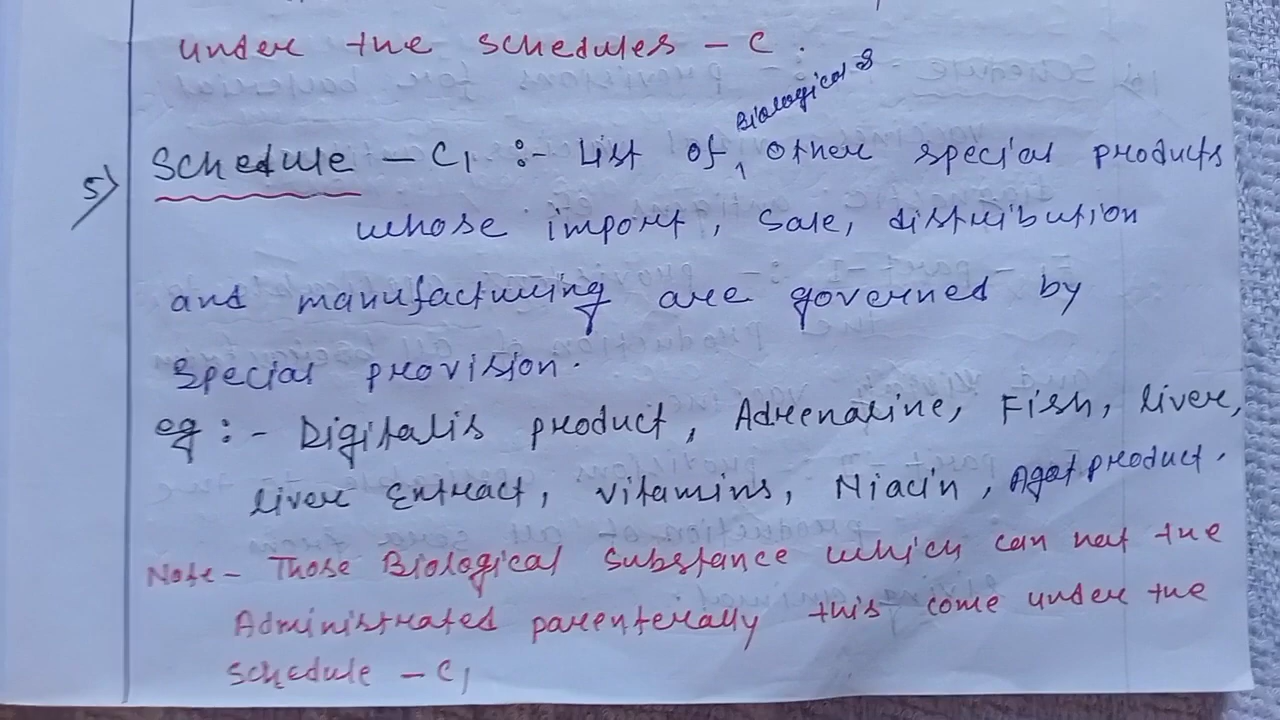 under the schedules - C.
Biological &
5) Schedule - C1 :- List of, other special products
whose import, sale, distribution
and manufacturing are governed by
special provision.
eg :- Digitalis product, Adrenaline, Fish, liver,
liver Extract, vitamins, Niacin, Agot product.
Note - Those Biological substance which can not the
Administrated parenterally this come under the
schedule - C1